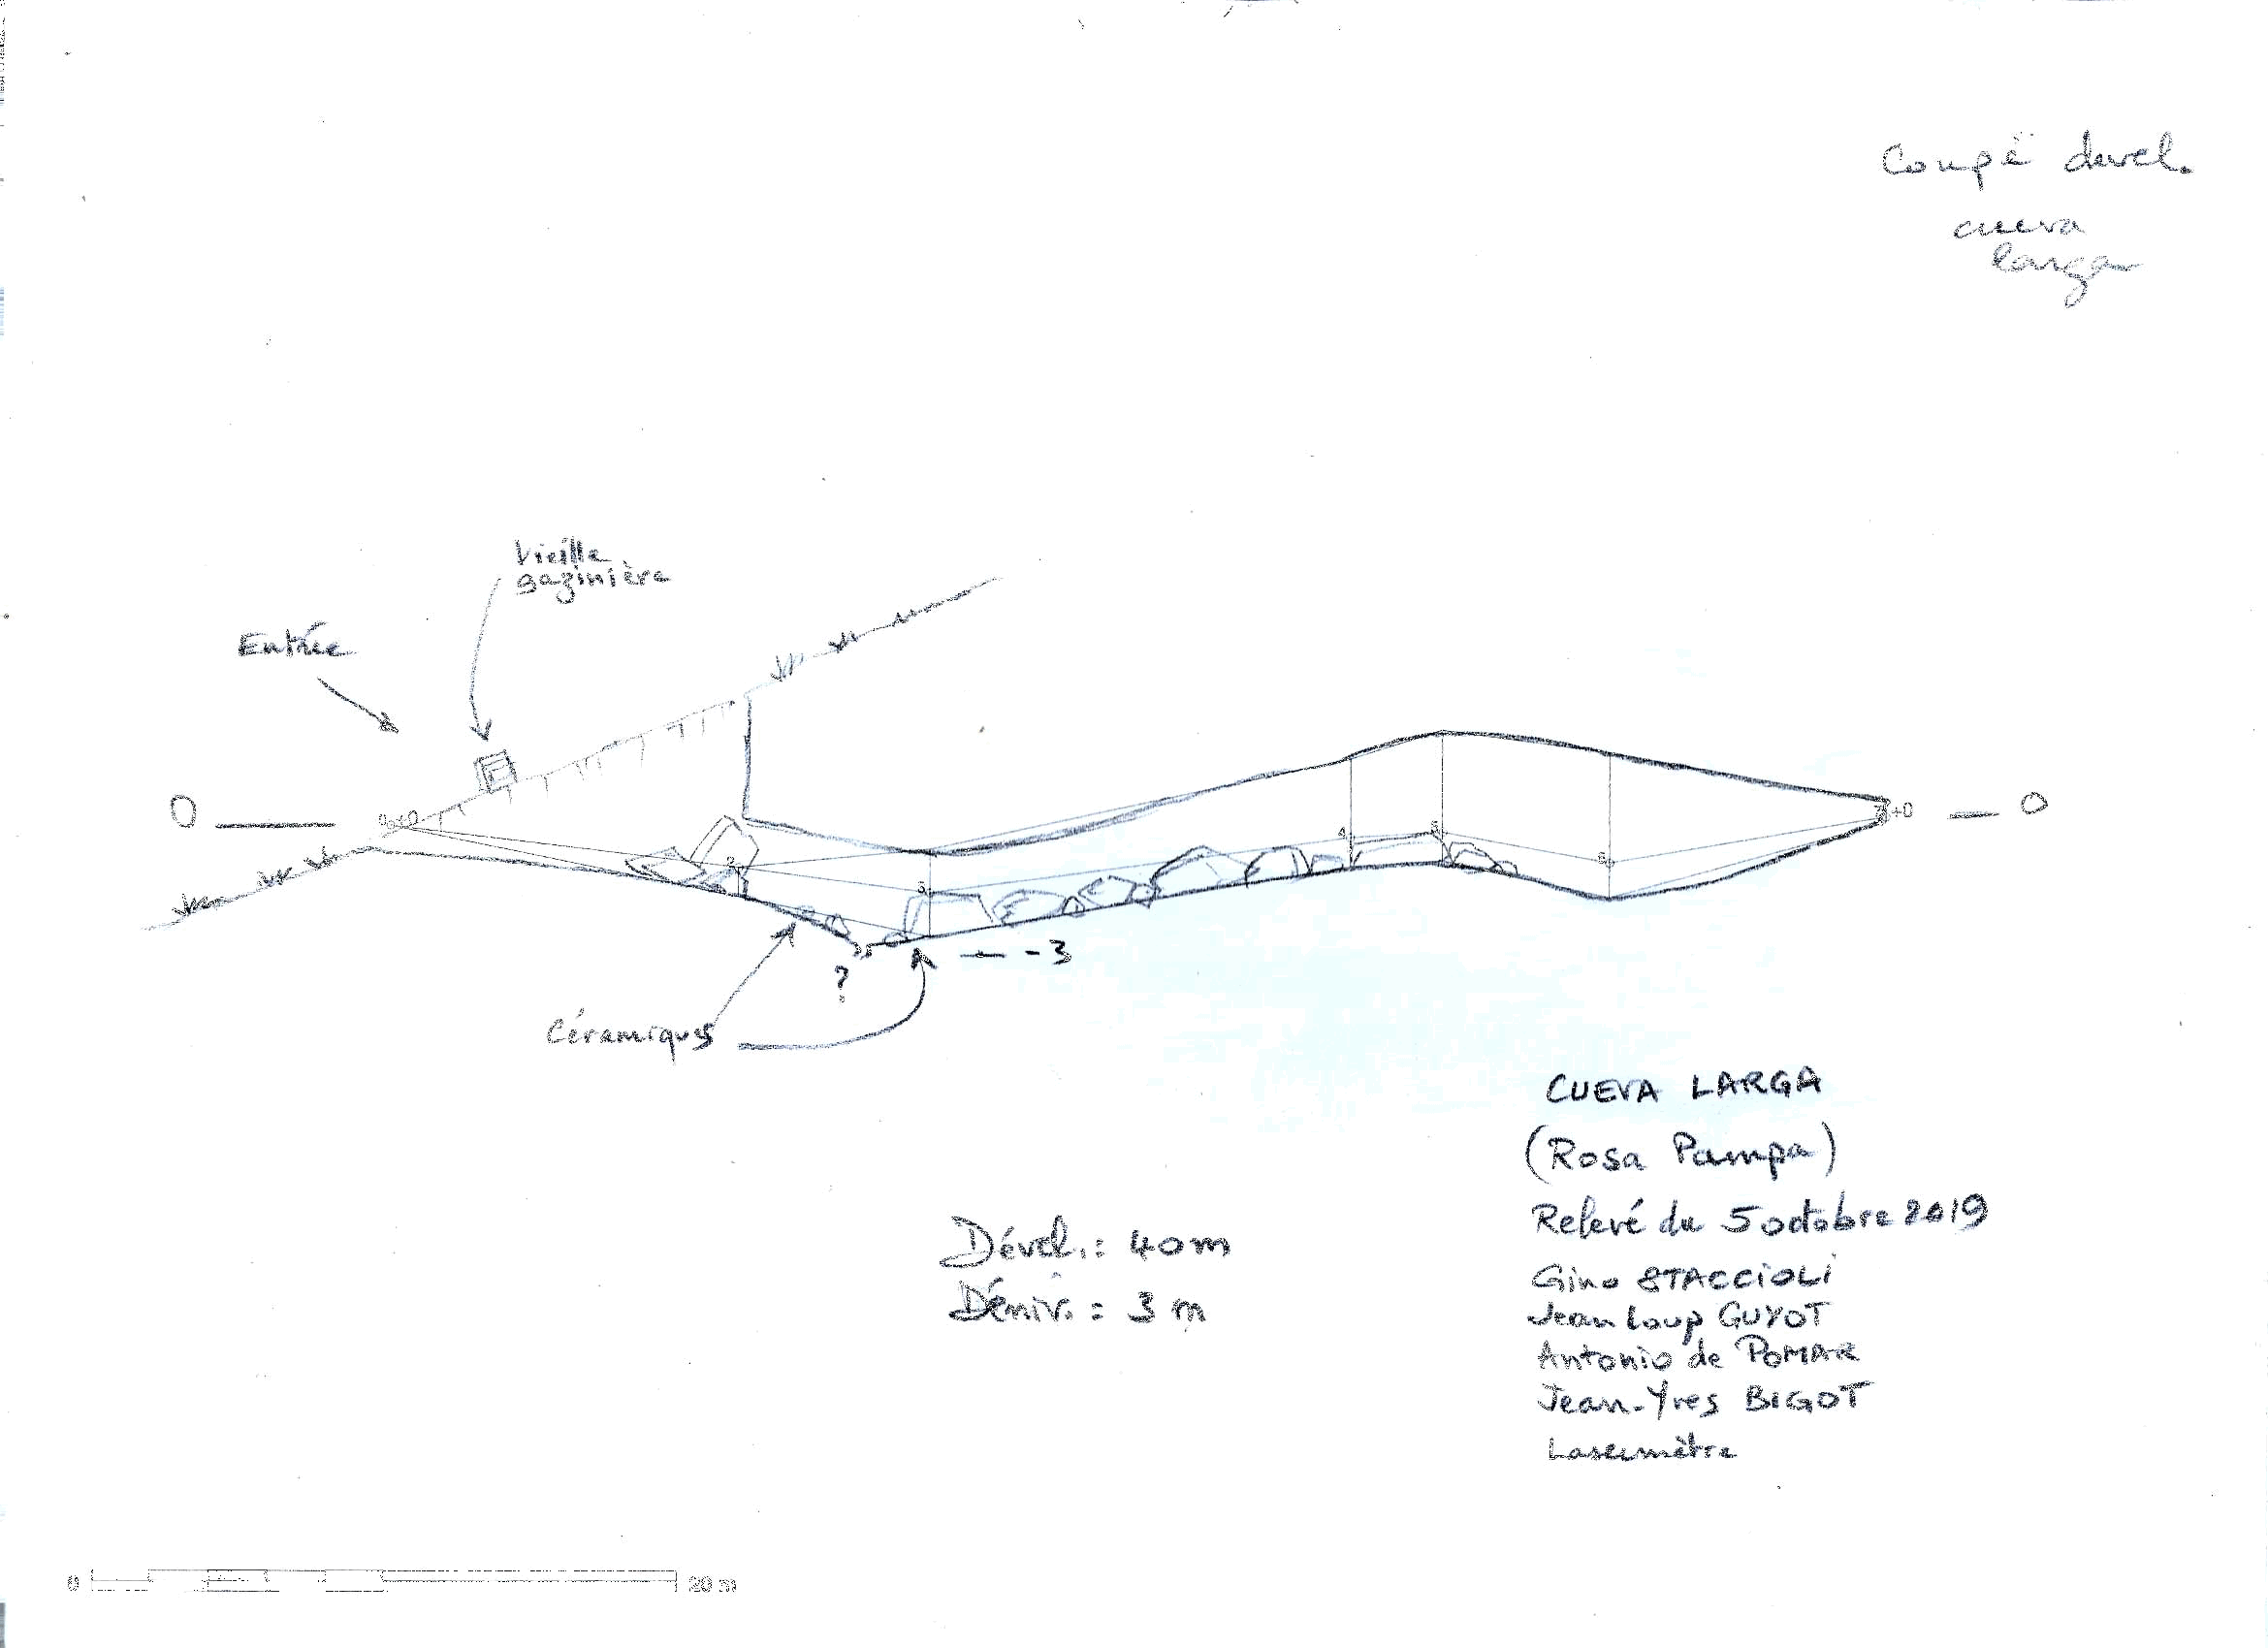 Coupe dével.
cueva
larga
Vieille
gazinière
Entrée
0
0
+0
+0
2
3
4
5
6
7
-3
?
Céramiques
CUEVA LARGA
(Rosa Pampa)
Relevé du 5 octobre 2019
Gino STACCIOLI
Jean Loup GUYOT
Antonio de POMAR
Jean-Yves BIGOT
Lasermètre
Dével. : 40 m
Déniv. : 3 m
0 20 m